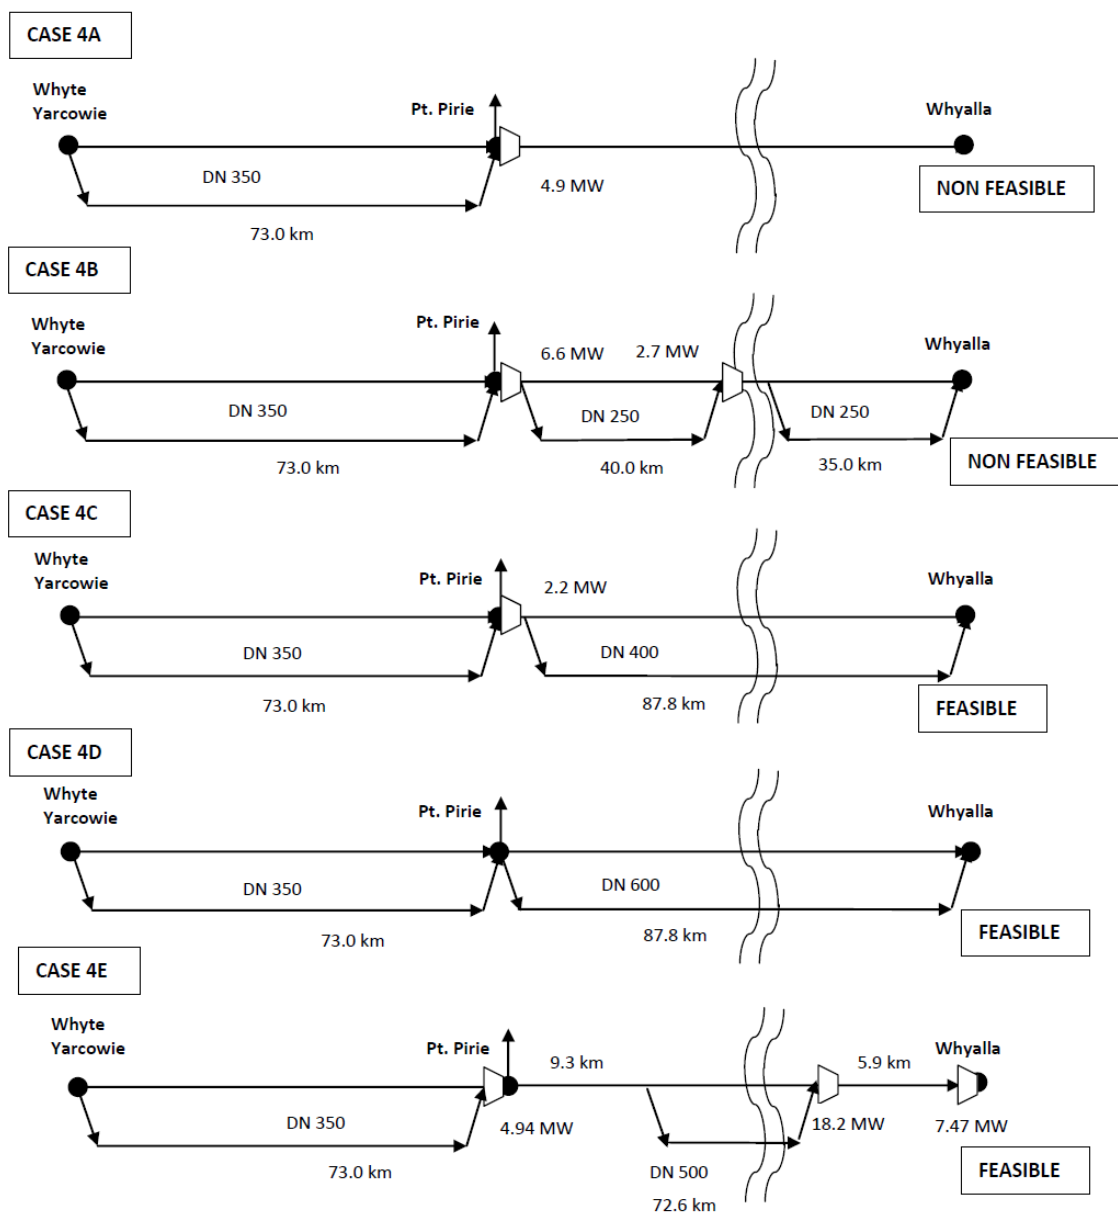 CASE 4A
Whyte
Yarcowie
Pt. Pirie
Whyalla
DN 350
4.9 MW
NON FEASIBLE
73.0 km
CASE 4B
Whyte
Yarcowie
Pt. Pirie
6.6 MW
2.7 MW
Whyalla
DN 350
DN 250
DN 250
73.0 km
40.0 km
35.0 km
NON FEASIBLE
CASE 4C
Whyte
Yarcowie
Pt. Pirie
2.2 MW
Whyalla
DN 350
DN 400
73.0 km
87.8 km
FEASIBLE
CASE 4D
Whyte
Yarcowie
Pt. Pirie
Whyalla
DN 350
DN 600
73.0 km
87.8 km
FEASIBLE
CASE 4E
Whyte
Yarcowie
Pt. Pirie
9.3 km
5.9 km
Whyalla
DN 350
4.94 MW
18.2 MW
7.47 MW
73.0 km
DN 500
72.6 km
FEASIBLE